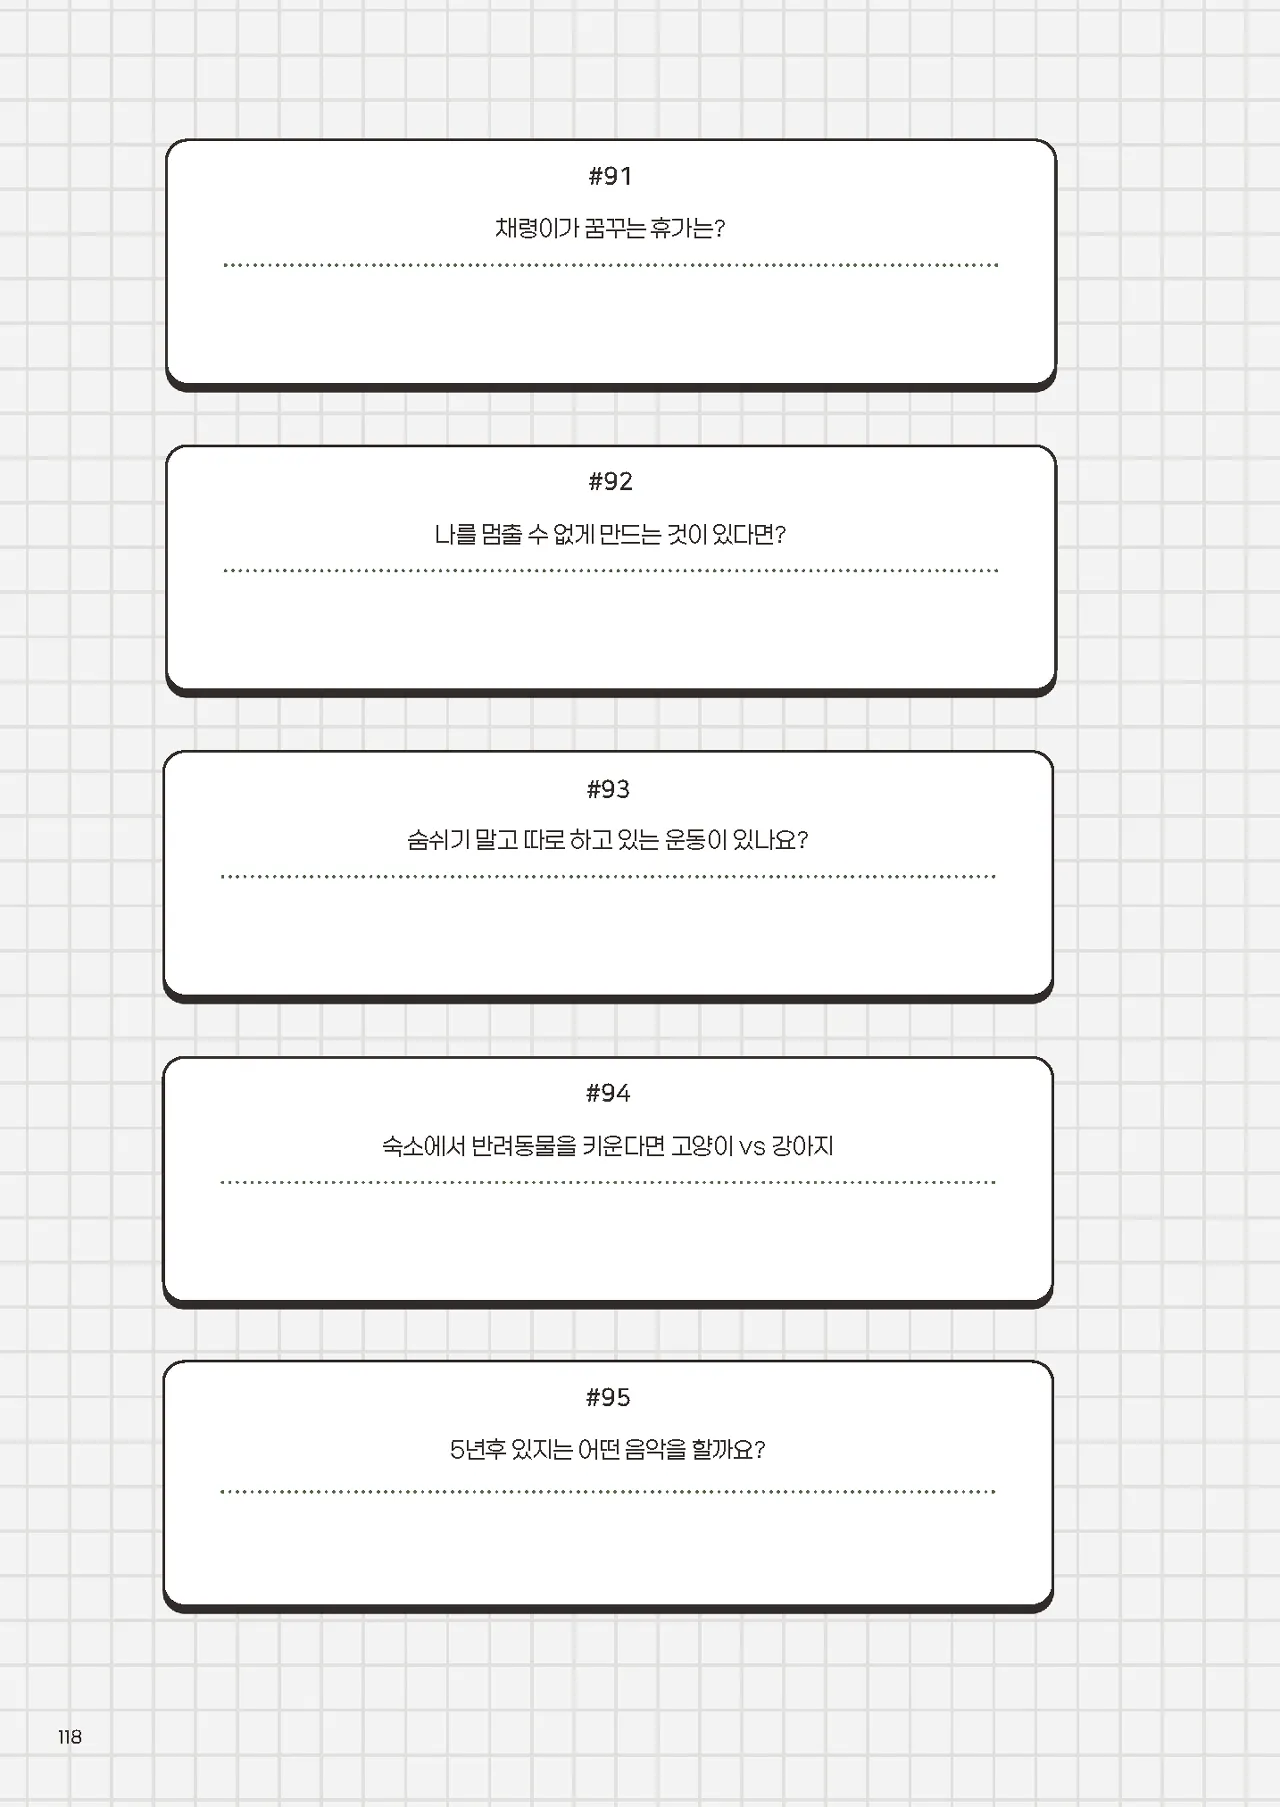 #91
채령이가 꿈꾸는 휴가는?
#92
나를 멈출 수 없게 만드는 것이 있다면?
#93
숨쉬기 말고 따로 하고 있는 운동이 있나요?
#94
숙소에서 반려동물을 키운다면 고양이 vs 강아지
#95
5년후 있지는 어떤 음악을 할까요?
118